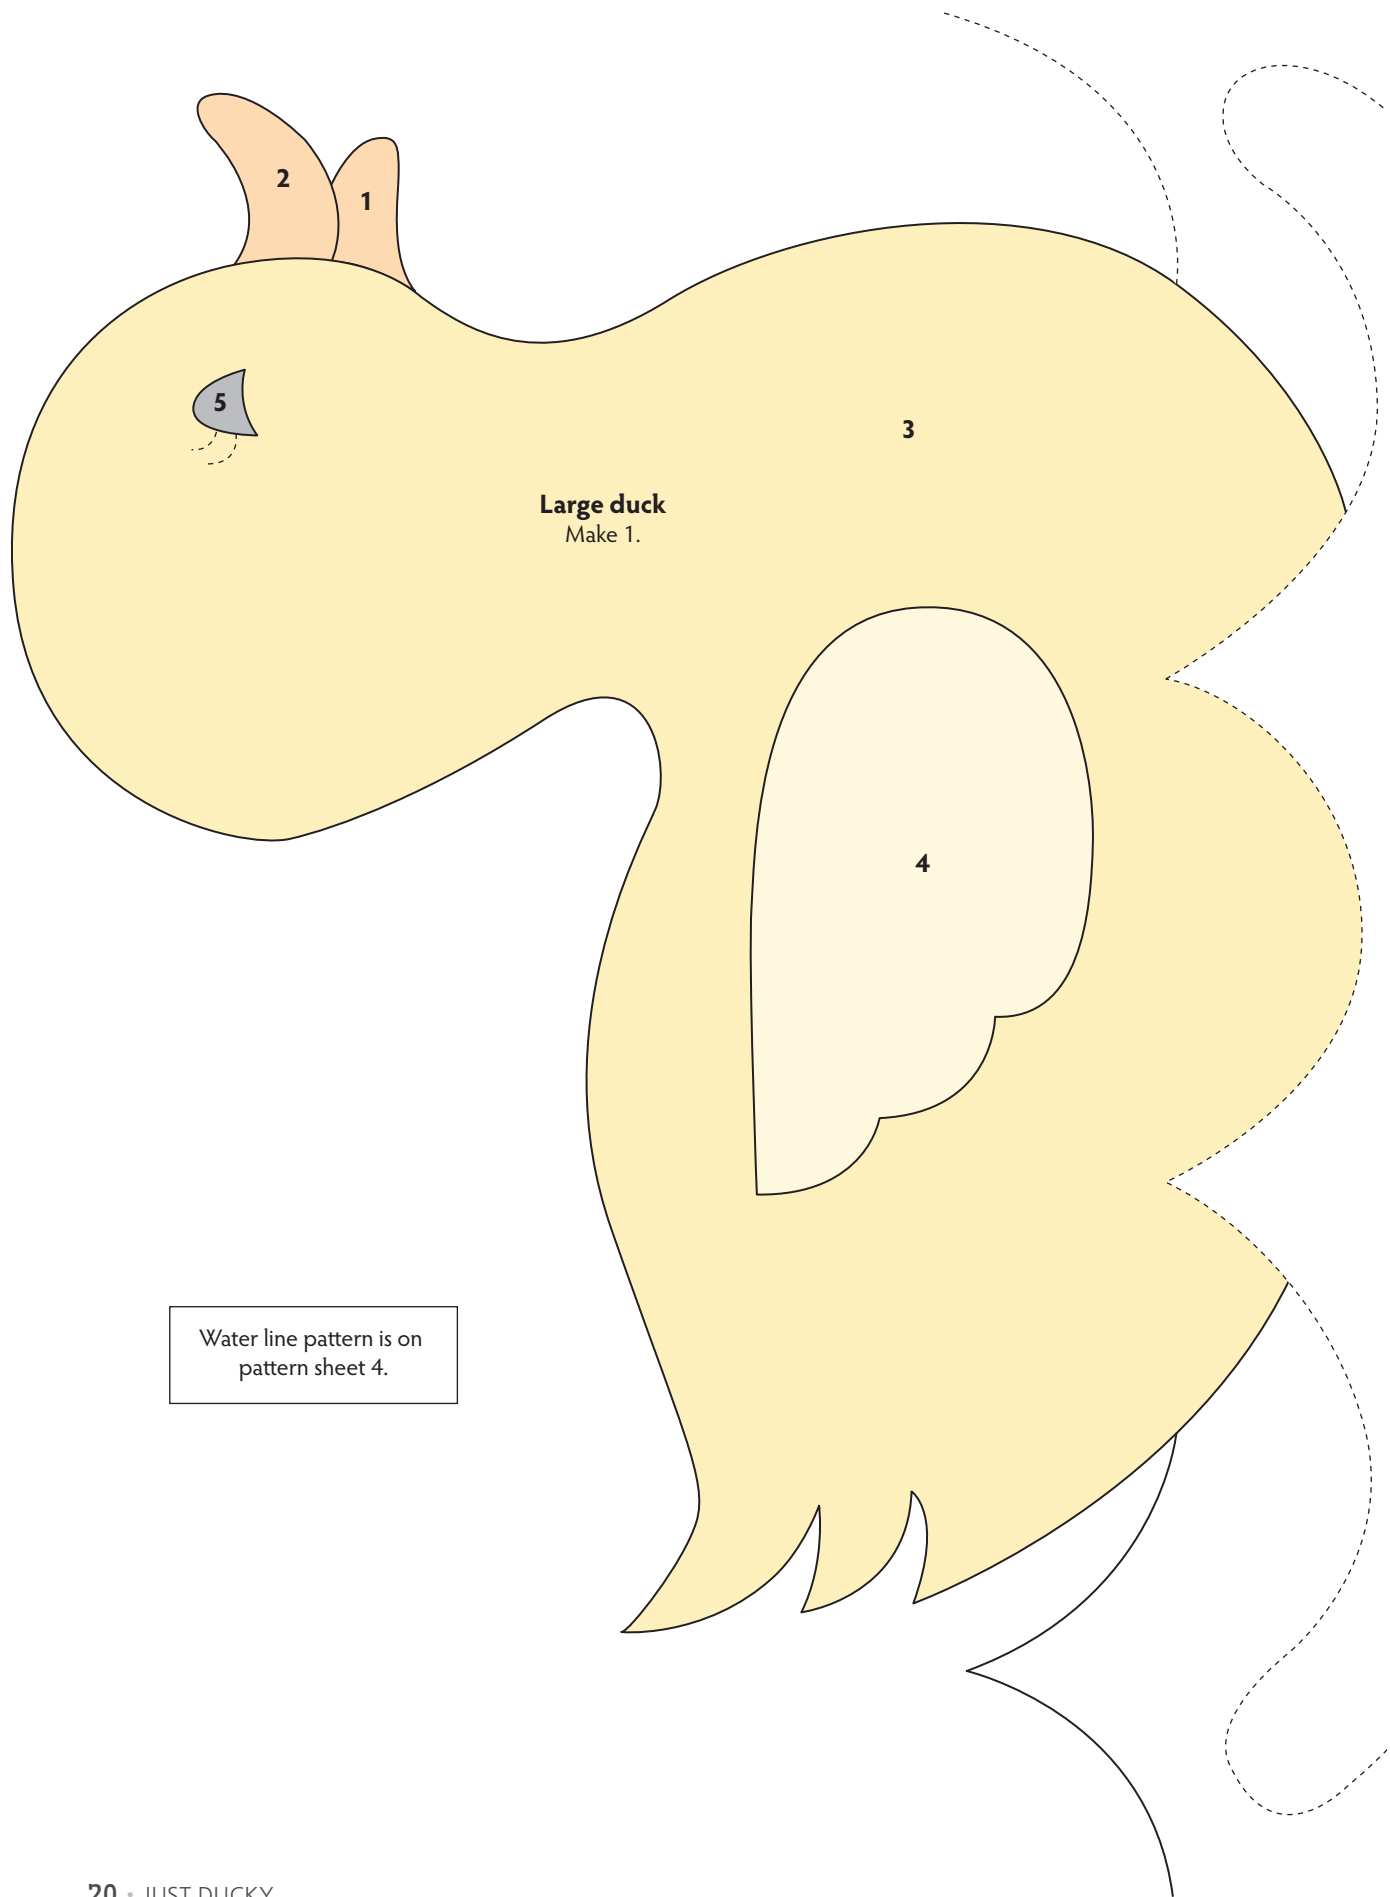 2
1
5
3
Large duck
Make 1.
4
Water line pattern is on
pattern sheet 4.
20 • JUST DUCKY